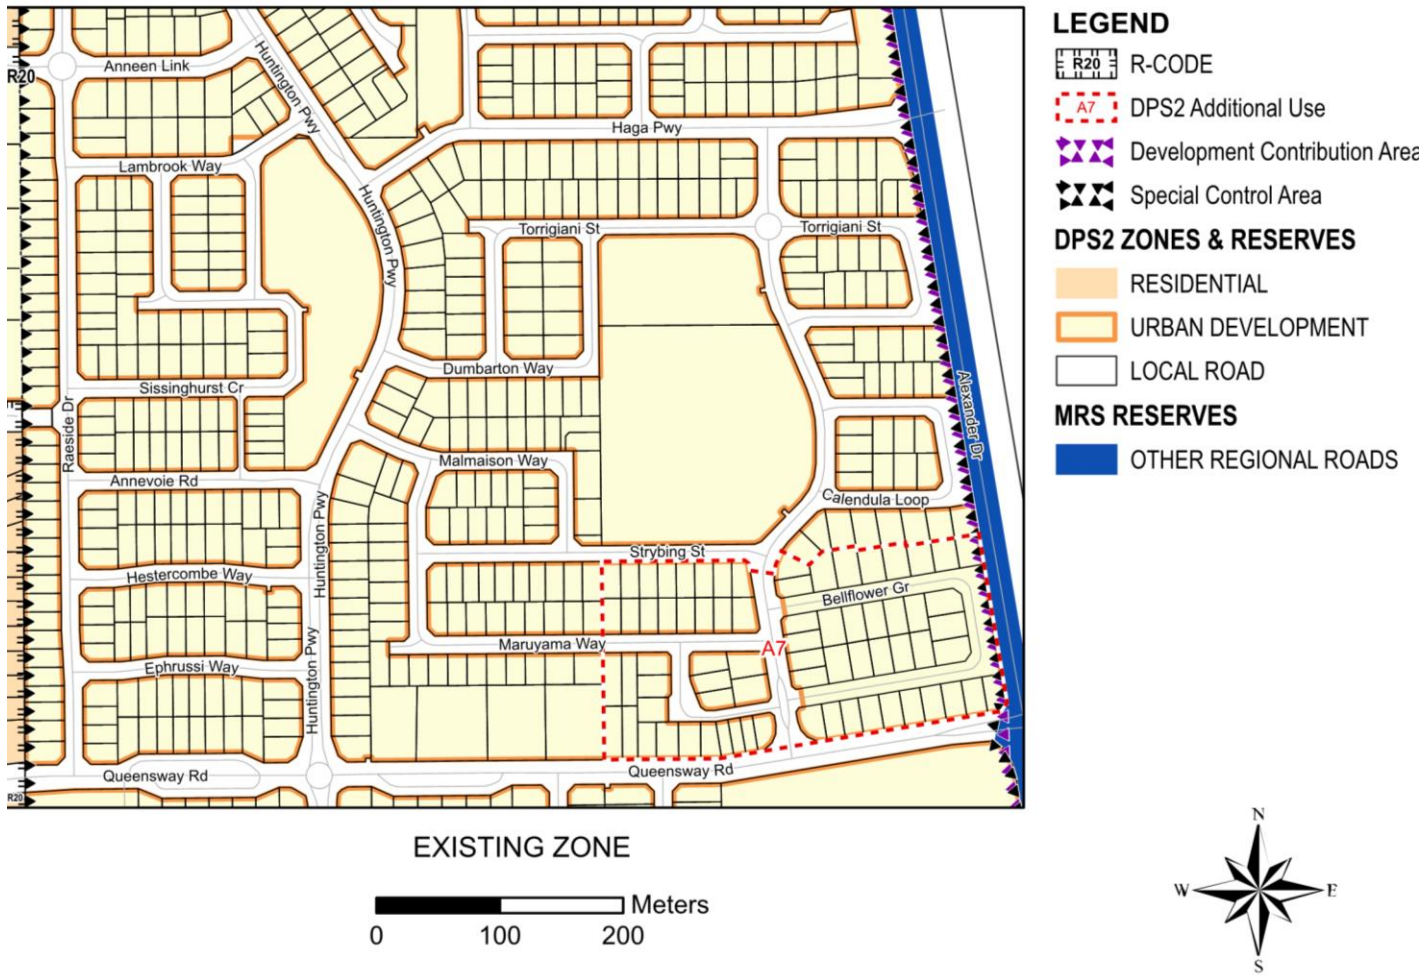 Anneen Link
R20
Huntington Pwy
Haga Pwy
Lambrook Way
Huntington Pwy
Torrigiani St
Torrigiani St
Dumbarton Way
Sissinghurst Cr
Raeside Dr
Alexander Dr
Malmaison Way
Annevoie Rd
Calendula Loop
Huntington Pwy
Strybing St
Hestercombe Way
Bellflower Gr
Maruyama Way
A7
Ephrussi Way
Huntington Pwy
Queensway Rd
Queensway Rd
R20
LEGEND
R20 R-CODE
A7 DPS2 Additional Use
Development Contribution Area
Special Control Area
DPS2 ZONES & RESERVES
RESIDENTIAL
URBAN DEVELOPMENT
LOCAL ROAD
MRS RESERVES
OTHER REGIONAL ROADS
EXISTING ZONE
Meters
0 100 200
N
W E
S